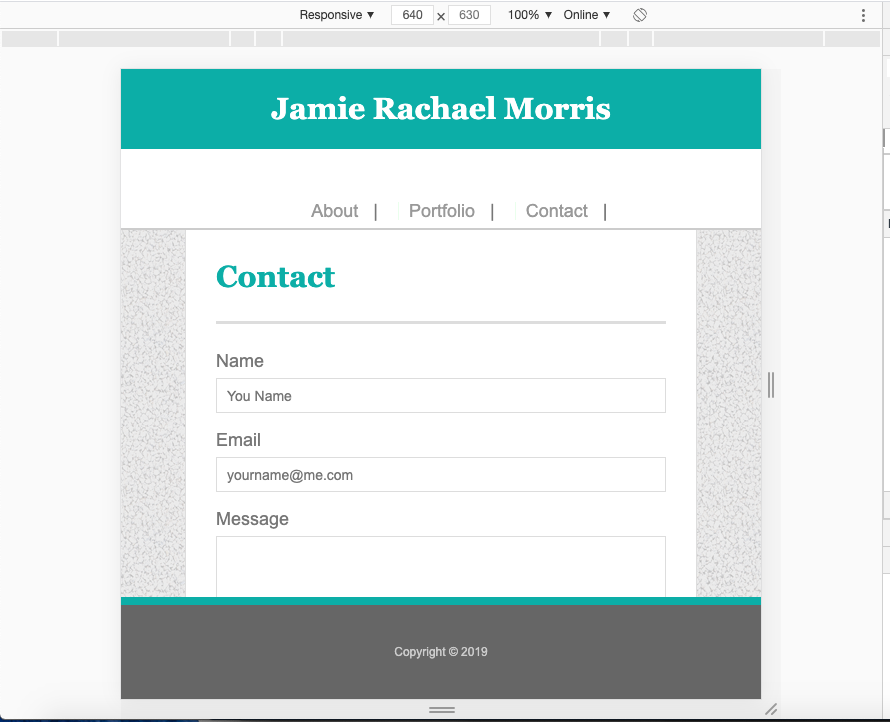 Responsive ▼ 640 × 630 100% ▼ Online ▼
Jamie Rachael Morris
About | Portfolio | Contact |
Contact
Name
You Name
Email
yourname@me.com
Message
Copyright © 2019